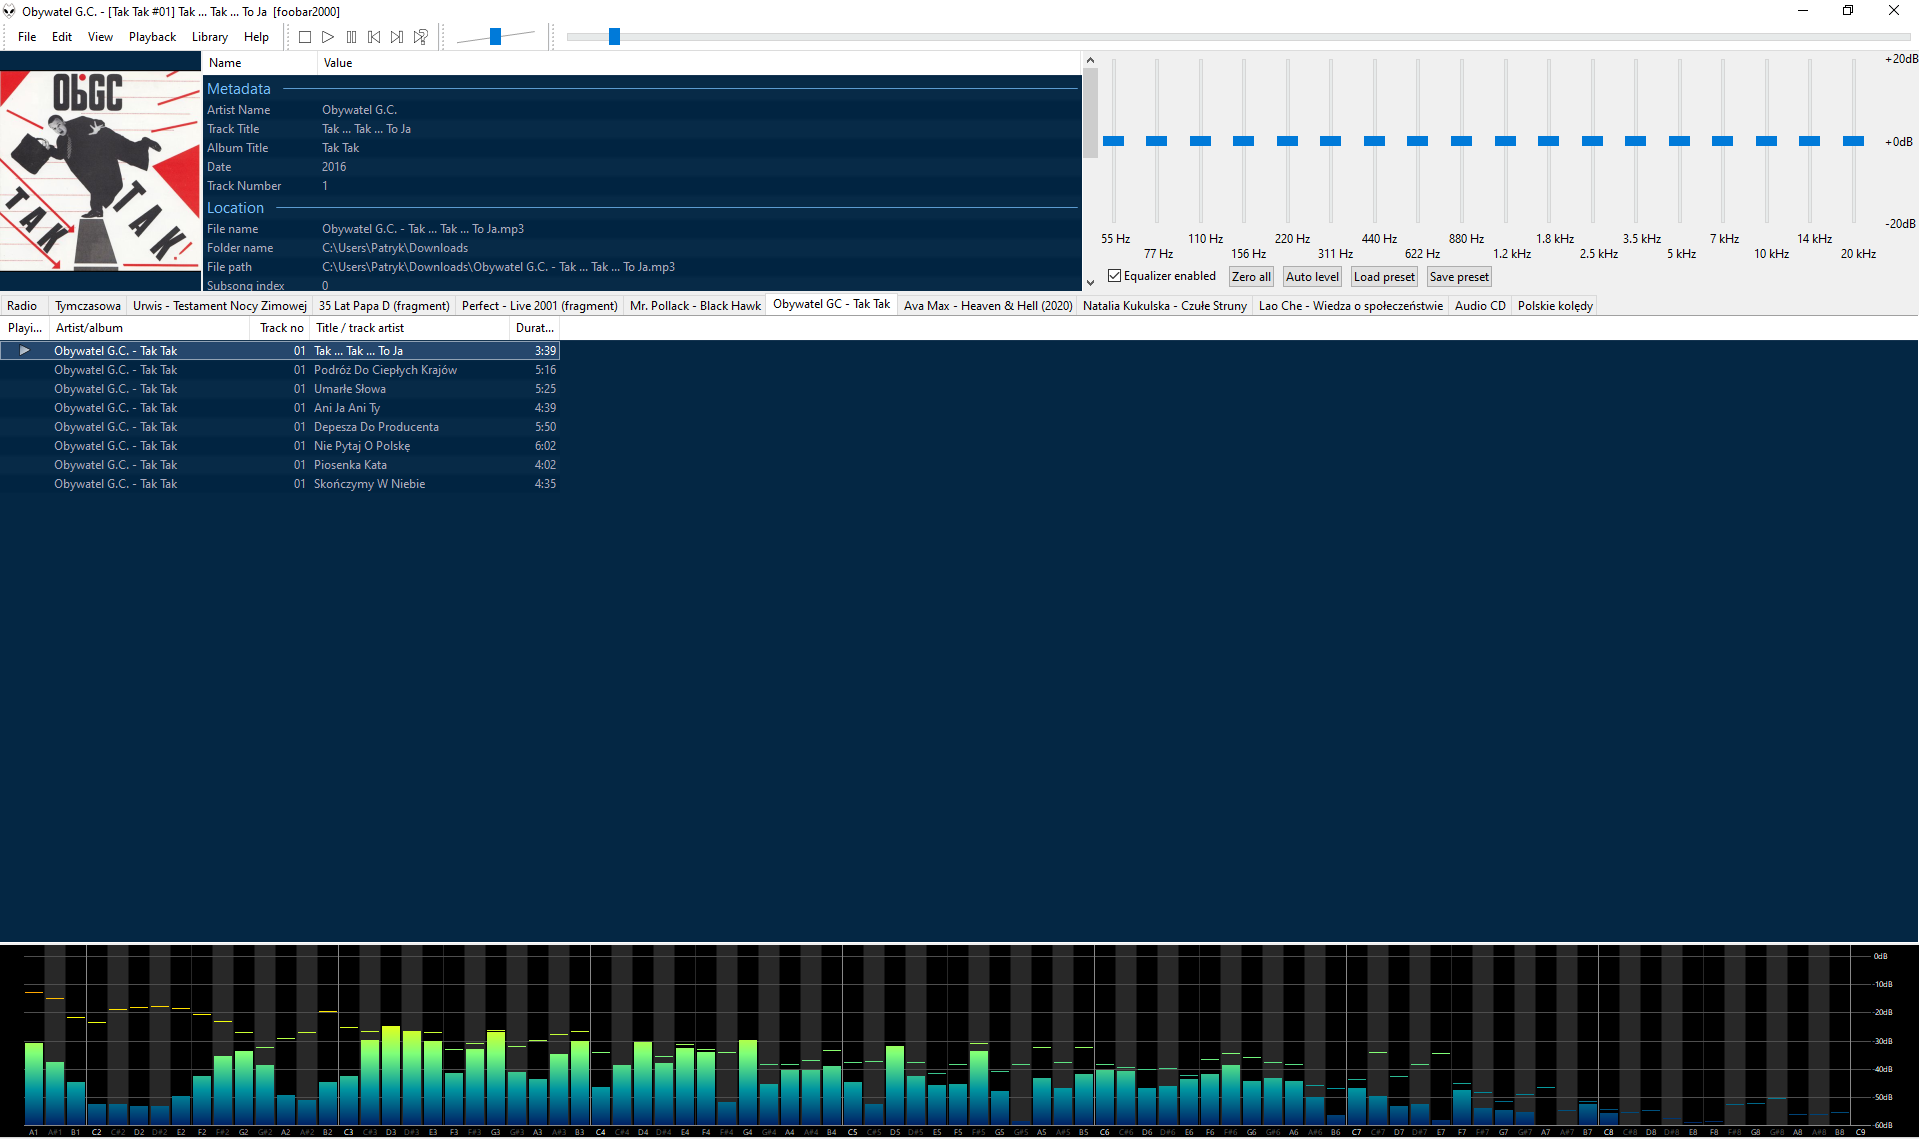 Obywatel G.C. - [Tak Tak #01] Tak ... Tak ... To Ja  [foobar2000]
File Edit View Playback Library Help
ObGC
TAK TAK!
Name Value
Metadata
Artist Name Obywatel G.C.
Track Title Tak ... Tak ... To Ja
Album Title Tak Tak
Date 2016
Track Number 1
Location
File name Obywatel G.C. - Tak ... Tak ... To Ja.mp3
Folder name C:\Users\Patryk\Downloads
File path C:\Users\Patryk\Downloads\Obywatel G.C. - Tak ... Tak ... To Ja.mp3
Subsong index 0
+20dB
+0dB
-20dB
55 Hz 110 Hz 220 Hz 440 Hz 880 Hz 1.8 kHz 3.5 kHz 7 kHz 14 kHz
77 Hz 156 Hz 311 Hz 622 Hz 1.2 kHz 2.5 kHz 5 kHz 10 kHz 20 kHz
Equalizer enabled Zero all Auto level Load preset Save preset
Radio Tymczasowa Urwis - Testament Nocy Zimowej 35 Lat Papa D (fragment) Perfect - Live 2001 (fragment) Mr. Pollack - Black Hawk Obywatel GC - Tak Tak Ava Max - Heaven & Hell (2020) Natalia Kukulska - Czułe Struny Lao Che - Wiedza o społeczeństwie Audio CD Polskie kolędy
Playi... Artist/album Track no Title / track artist Durat...
Obywatel G.C. - Tak Tak 01 Tak ... Tak ... To Ja 3:39
Obywatel G.C. - Tak Tak 01 Podróż Do Ciepłych Krajów 5:16
Obywatel G.C. - Tak Tak 01 Umarłe Słowa 5:25
Obywatel G.C. - Tak Tak 01 Ani Ja Ani Ty 4:39
Obywatel G.C. - Tak Tak 01 Depesza Do Producenta 5:50
Obywatel G.C. - Tak Tak 01 Nie Pytaj O Polskę 6:02
Obywatel G.C. - Tak Tak 01 Piosenka Kata 4:02
Obywatel G.C. - Tak Tak 01 Skończymy W Niebie 4:35
0dB
-10dB
-20dB
-30dB
-40dB
-50dB
-60dB
A1 A#1 B1 C2 C#2 D2 D#2 E2 F2 F#2 G2 G#2 A2 A#2 B2 C3 C#3 D3 D#3 E3 F3 F#3 G3 G#3 A3 A#3 B3 C4 C#4 D4 D#4 E4 F4 F#4 G4 G#4 A4 A#4 B4 C5 C#5 D5 D#5 E5 F5 F#5 G5 G#5 A5 A#5 B5 C6 C#6 D6 D#6 E6 F6 F#6 G6 G#6 A6 A#6 B6 C7 C#7 D7 D#7 E7 F7 F#7 G7 G#7 A7 A#7 B7 C8 C#8 D8 D#8 E8 F8 F#8 G8 G#8 A8 A#8 B8 C9